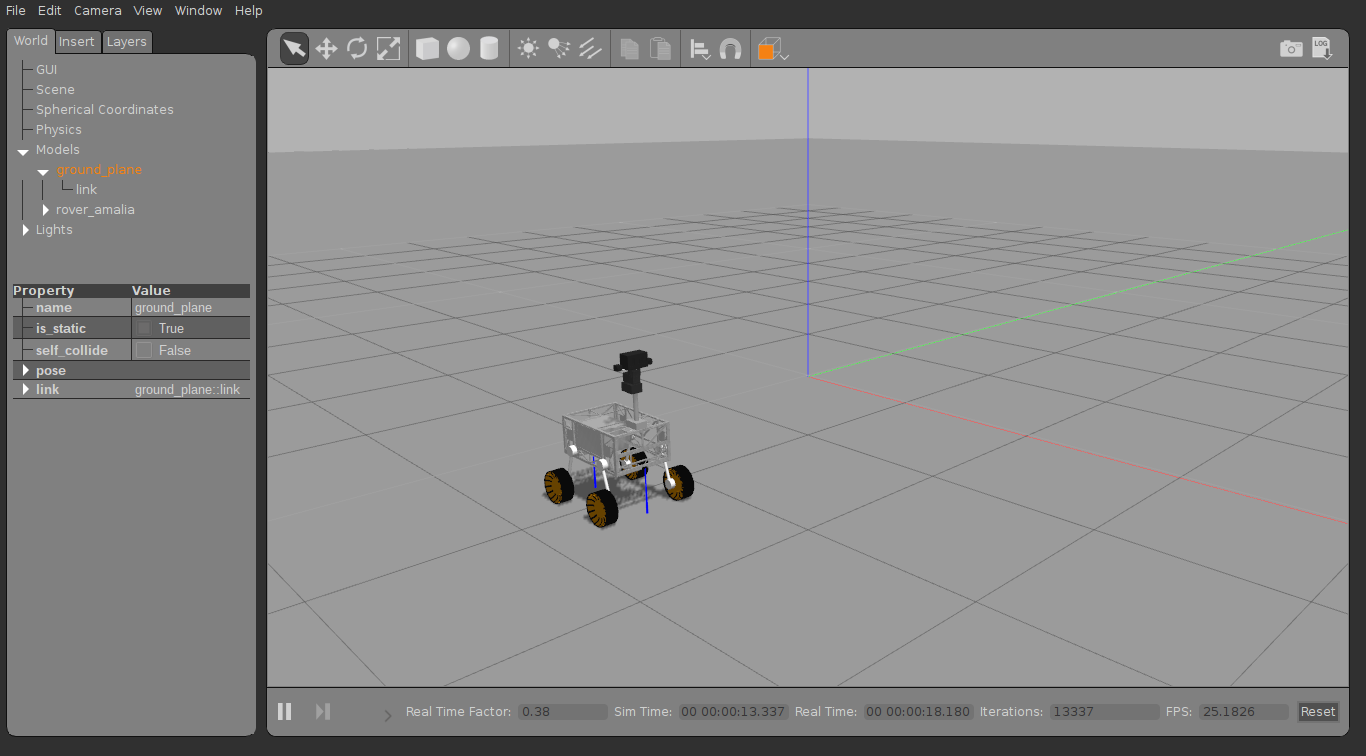 File Edit Camera View Window Help
World Insert Layers
GUI
Scene
Spherical Coordinates
Physics
Models
ground_plane
link
rover_amalia
Lights
Property Value
name ground_plane
is_static True
self_collide False
pose
link ground_plane::link
LOG
Real Time Factor: 0.38 Sim Time: 00 00:00:13.337 Real Time: 00 00:00:18.180 Iterations: 13337 FPS: 25.1826 Reset